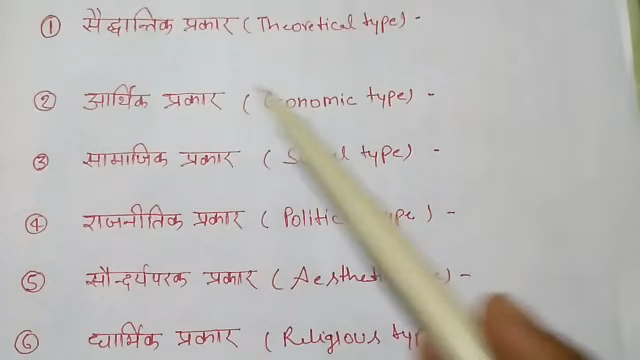 ① सैद्धान्तिक प्रकार (Theoretical type) -
② आर्थिक प्रकार ( Economic type) -
③ सामाजिक प्रकार ( type) -
④ राजनीतिक प्रकार ( ) -
⑤ सौन्दर्यपरक प्रकार ( ) -
⑥ धार्मिक प्रकार (Religious